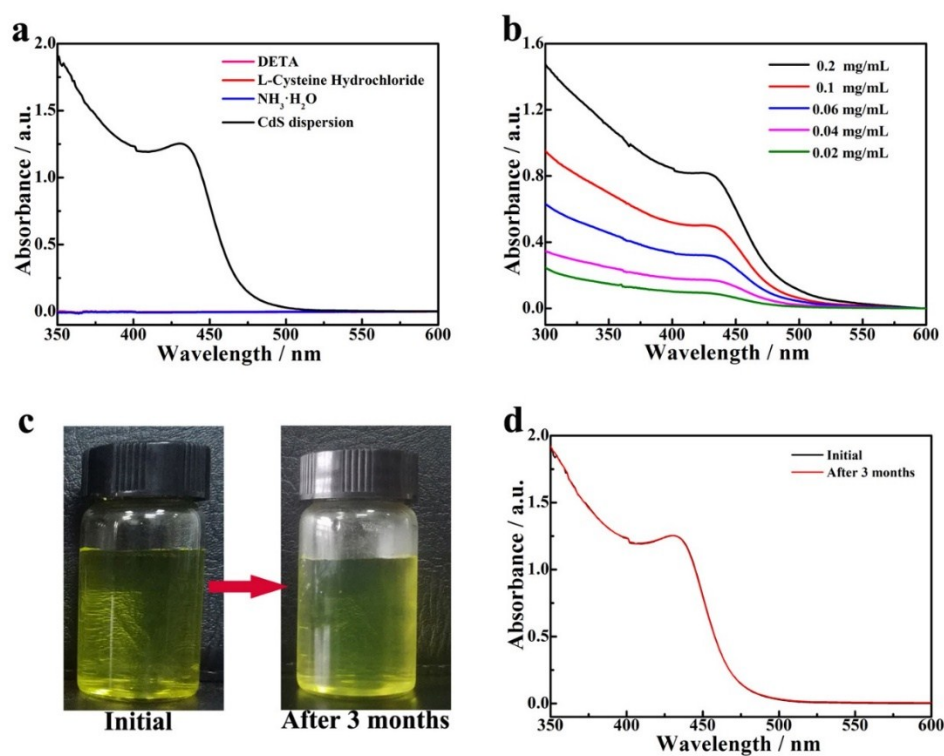 a
2.0
1.5
1.0
0.5
0.0
Absorbance / a.u.
DETA
L-Cysteine Hydrochloride
NH₃·H₂O
CdS dispersion
350 400 450 500 550 600
Wavelength / nm
b
1.6
1.2
0.8
0.4
0.0
Absorbance / a.u.
0.2 mg/mL
0.1 mg/mL
0.06 mg/mL
0.04 mg/mL
0.02 mg/mL
300 350 400 450 500 550 600
Wavelength / nm
c
Initial
After 3 months
d
2.0
1.5
1.0
0.5
0.0
Absorbance / a.u.
Initial
After 3 months
350 400 450 500 550 600
Wavelength / nm